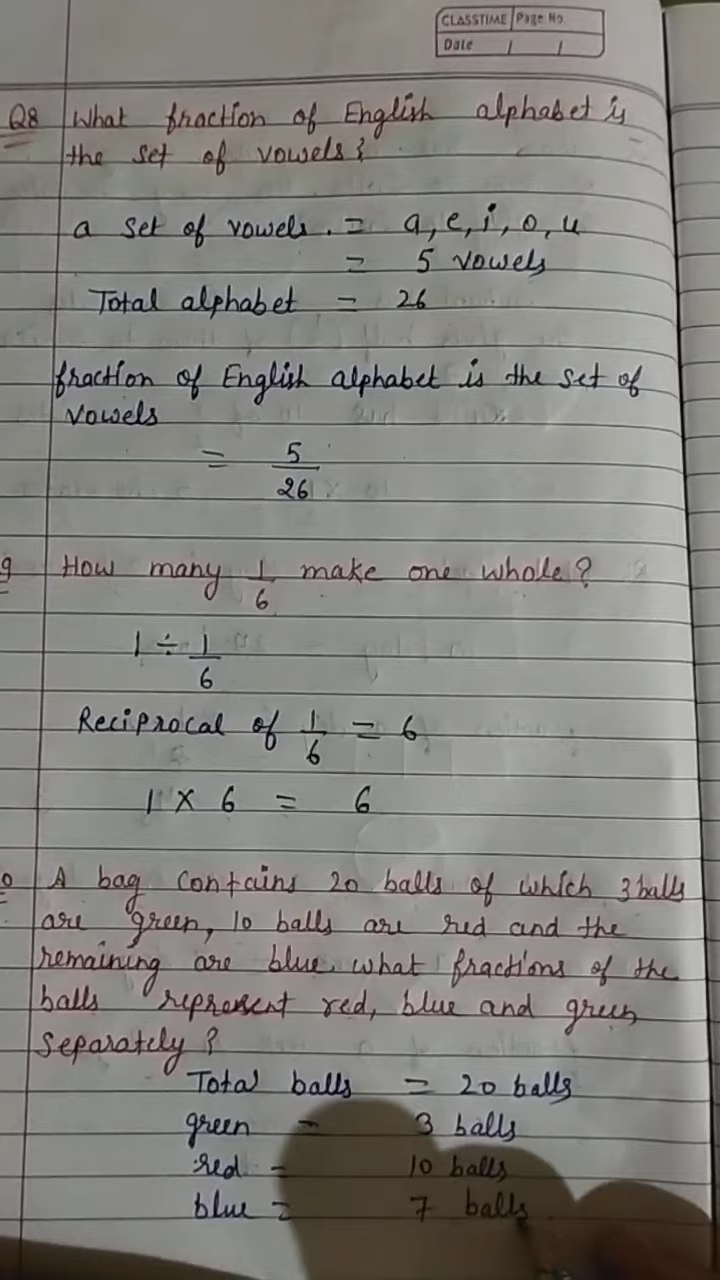 CLASSTIME Page No.
Date / /
Q8 What fraction of English alphabet is
the set of vowels?
a set of vowels. = a, e, i, o, u
= 5 vowels
Total alphabet = 26
fraction of English alphabet is the set of
vowels
= 5/26
9 How many 1/6 make one whole?
1 ÷ 1/6
Reciprocal of 1/6 = 6
1 × 6 = 6
0 A bag contains 20 balls of which 3 balls
are green, 10 balls are red and the
remaining are blue. what fractions of the
balls represent red, blue and green
separately?
Total balls = 20 balls
green = 3 balls
red = 10 balls
blue = 7 balls